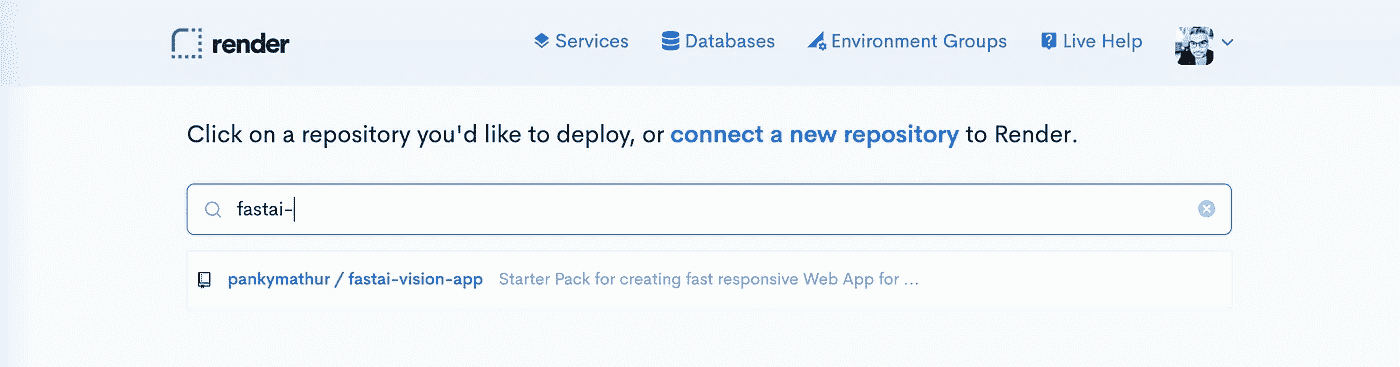 render Services Databases Environment Groups Live Help
Click on a repository you'd like to deploy, or connect a new repository to Render.
fastai-
pankymathur / fastai-vision-app Starter Pack for creating fast responsive Web App for ...